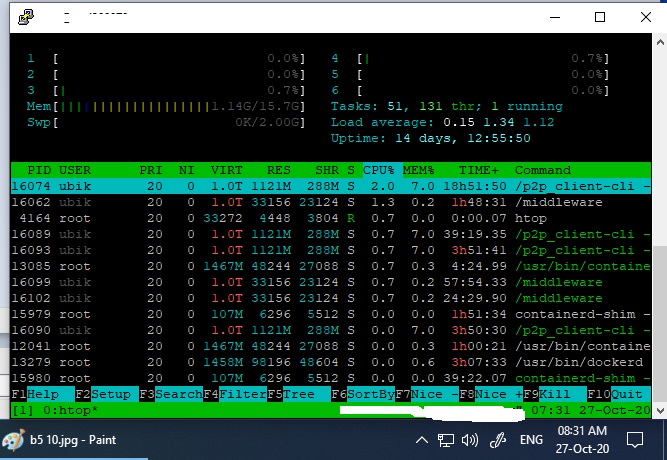 1 [ 0.0%] 4 [| 0.7%]
2 [ 0.0%] 5 [ 0.0%]
3 [| 0.7%] 6 [ 0.0%]
Mem[||||||||||||||||||||1.14G/15.7G] Tasks: 51, 131 thr; 1 running
Swp[ 0K/2.00G] Load average: 0.15 1.34 1.12
Uptime: 14 days, 12:55:50
PID USER PRI NI VIRT RES SHR S CPU% MEM% TIME+ Command
16074 ubik 20 0 1.0T 1121M 288M S 2.0 7.0 18h51:50 /p2p_client-cli -
16062 ubik 20 0 1.0T 33156 23124 S 1.3 0.2 1h48:31 /middleware
4164 root 20 0 33272 4448 3804 R 0.7 0.0 0:00.07 htop
16089 ubik 20 0 1.0T 1121M 288M S 0.7 7.0 39:19.35 /p2p_client-cli -
16093 ubik 20 0 1.0T 1121M 288M S 0.7 7.0 3h51:41 /p2p_client-cli -
13085 root 20 0 1467M 48244 27088 S 0.7 0.3 4:24.99 /usr/bin/containe
16099 ubik 20 0 1.0T 33156 23124 S 0.7 0.2 57:54.33 /middleware
16102 ubik 20 0 1.0T 33156 23124 S 0.7 0.2 24:29.90 /middleware
15979 root 20 0 107M 6296 5512 S 0.0 0.0 1h51:34 containerd-shim -
16090 ubik 20 0 1.0T 1121M 288M S 0.7 7.0 3h50:30 /p2p_client-cli -
12041 root 20 0 1467M 48244 27088 S 0.0 0.3 1h00:21 /usr/bin/containe
13279 root 20 0 1458M 98196 48604 S 0.0 0.6 3h07:33 /usr/bin/dockerd
15980 root 20 0 107M 6296 5512 S 0.0 0.0 39:22.07 containerd-shim -
F1Help F2Setup F3SearchF4FilterF5Tree F6SortByF7Nice -F8Nice +F9Kill F10Quit
[1] 0:htop* 07:31 27-Oct-20
b5 10.jpg - Paint ENG 08:31 AM
27-Oct-20